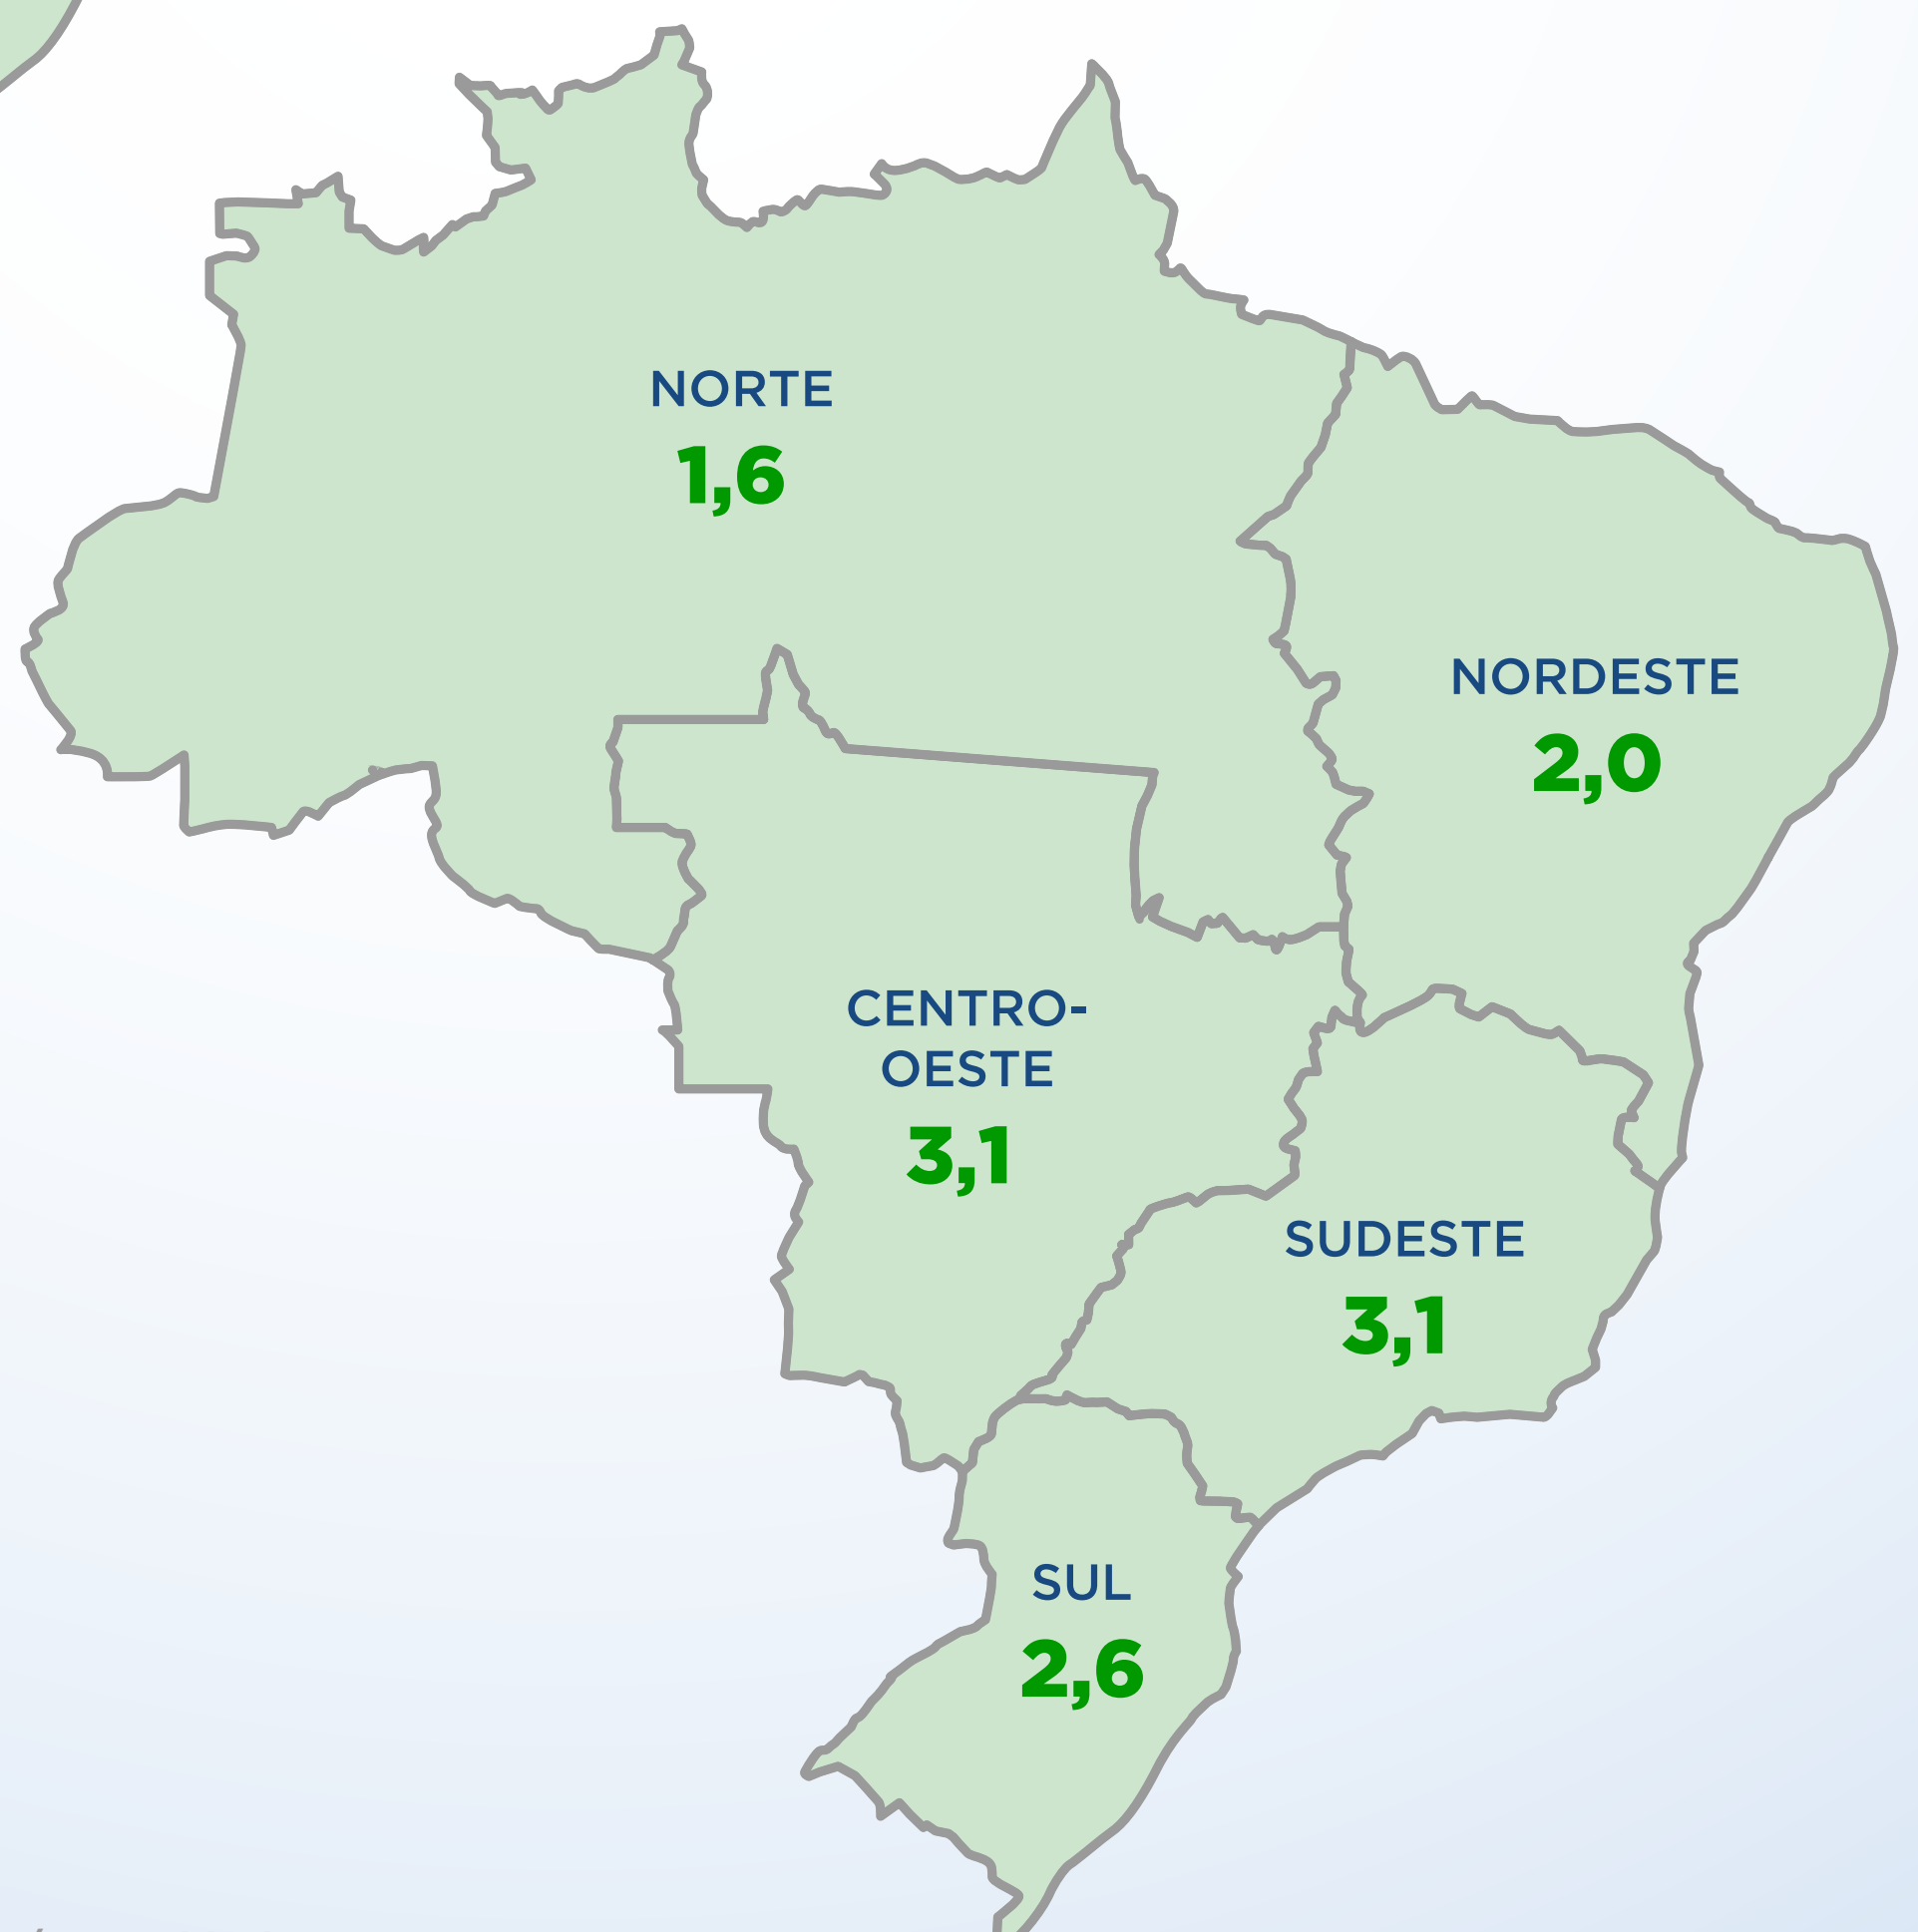 NORTE
1,6
NORDESTE
2,0
CENTRO-
OESTE
3,1
SUDESTE
3,1
SUL
2,6